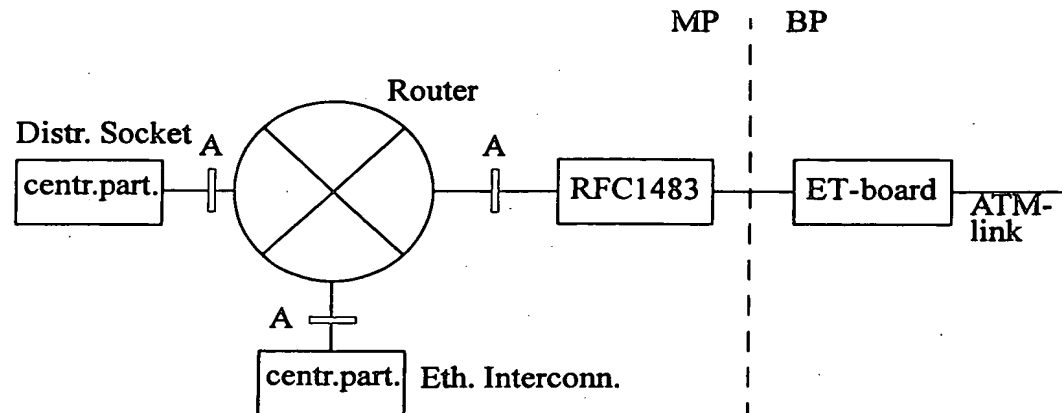 MP
BP
Router
Distr. Socket
A
A
centr.part.
RFC1483
ET-board
ATM-
link
A
centr.part.
Eth. Interconn.